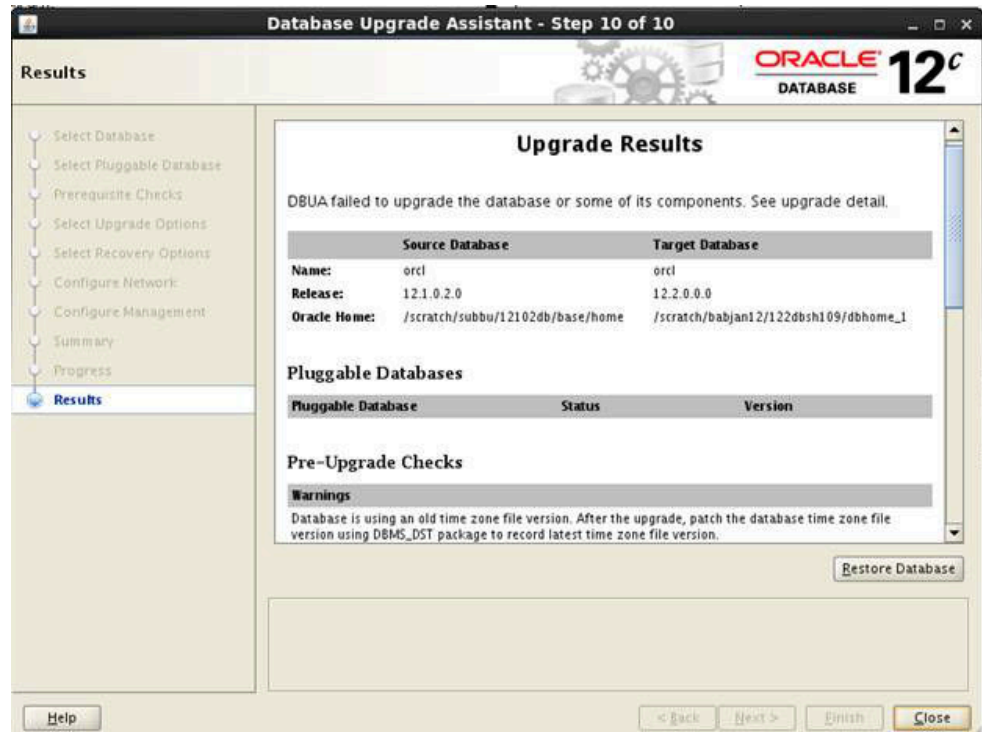 Database Upgrade Assistant - Step 10 of 10
Results
ORACLE
DATABASE
12c
Select Database
Select Pluggable Database
Prerequisite Checks
Select Upgrade Options
Select Recovery Options
Configure Network
Configure Management
Summary
Progress
Results
Upgrade Results
DBUA failed to upgrade the database or some of its components. See upgrade detail.
Source Database Target Database
Name: orcl orcl
Release: 12.1.0.2.0 12.2.0.0.0
Oracle Home: /scratch/subbu/12102db/base/home /scratch/babjan12/122dbsh109/dbhome_1
Pluggable Databases
Pluggable Database Status Version
Pre-Upgrade Checks
Warnings
Database is using an old time zone file version. After the upgrade, patch the database time zone file
version using DBMS_DST package to record latest time zone file version.
Restore Database
Help
< Back Next > Finish Close